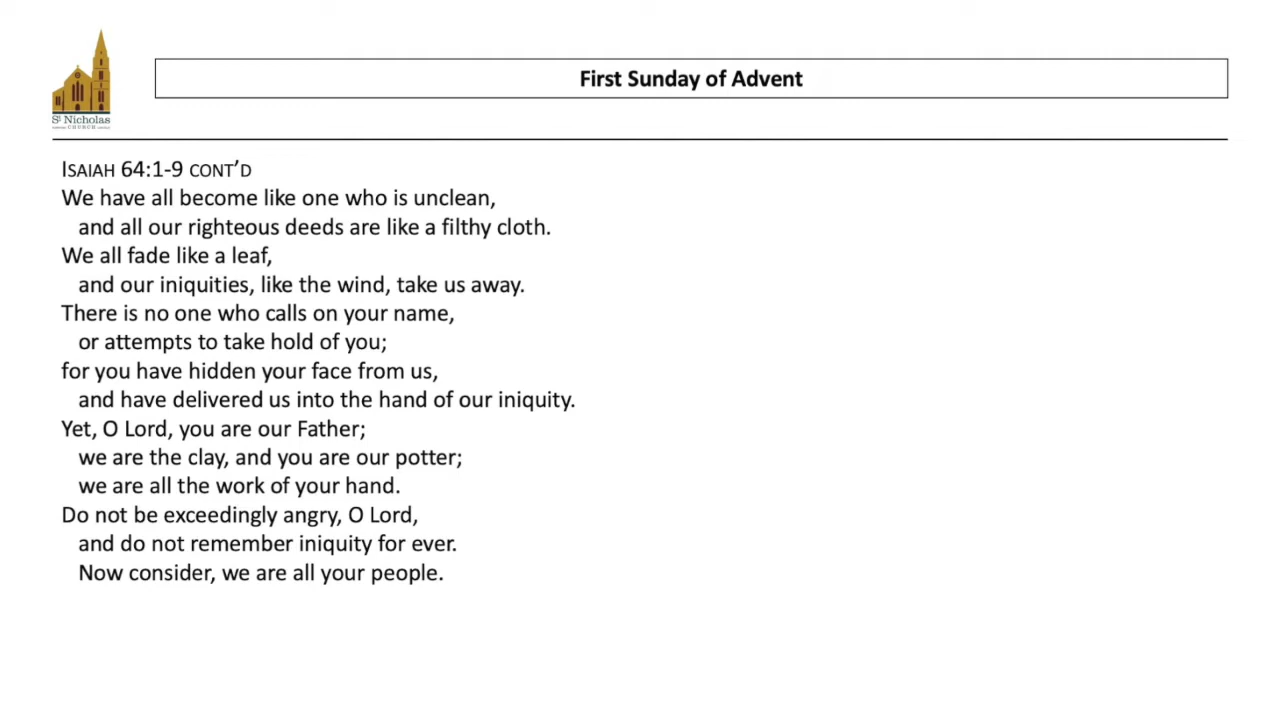 First Sunday of Advent
St Nicholas
CHURCH
ISAIAH 64:1-9 CONT'D
We have all become like one who is unclean,
and all our righteous deeds are like a filthy cloth.
We all fade like a leaf,
and our iniquities, like the wind, take us away.
There is no one who calls on your name,
or attempts to take hold of you;
for you have hidden your face from us,
and have delivered us into the hand of our iniquity.
Yet, O Lord, you are our Father;
we are the clay, and you are our potter;
we are all the work of your hand.
Do not be exceedingly angry, O Lord,
and do not remember iniquity for ever.
Now consider, we are all your people.